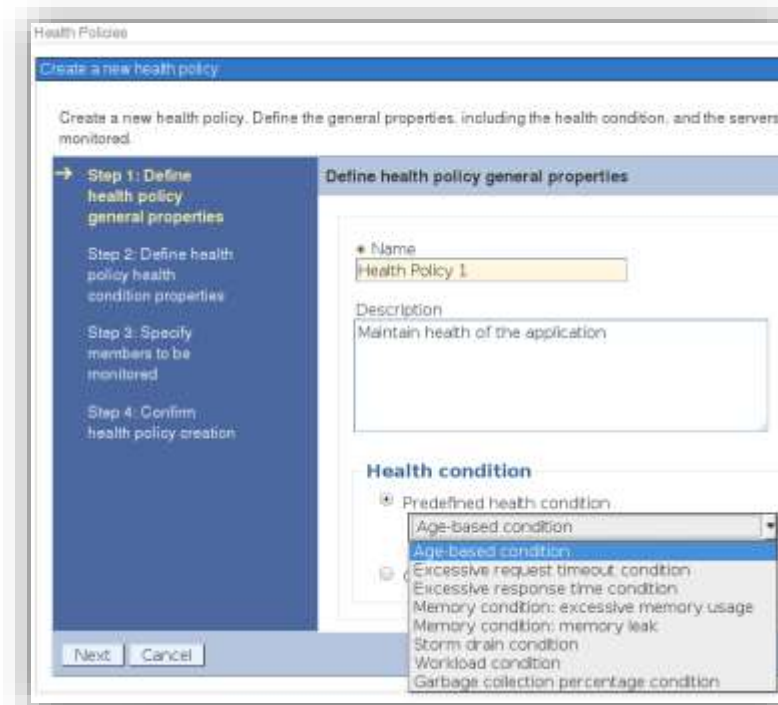 Health Policies
Create a new health policy
Create a new health policy. Define the general properties, including the health condition, and the servers
monitored.
Step 1: Define
health policy
general properties
Step 2: Define health
policy health
condition properties
Step 3: Specify
members to be
monitored
Step 4: Confirm
health policy creation
Define health policy general properties
Name
Health Policy 1
Description
Maintain health of the application
Health condition
Predefined health condition
Age-based condition
Age-based condition
Excessive request timeout condition
Excessive response time condition
Memory condition: excessive memory usage
Memory condition: memory leak
Storm drain condition
Workload condition
Garbage collection percentage condition
Next
Cancel